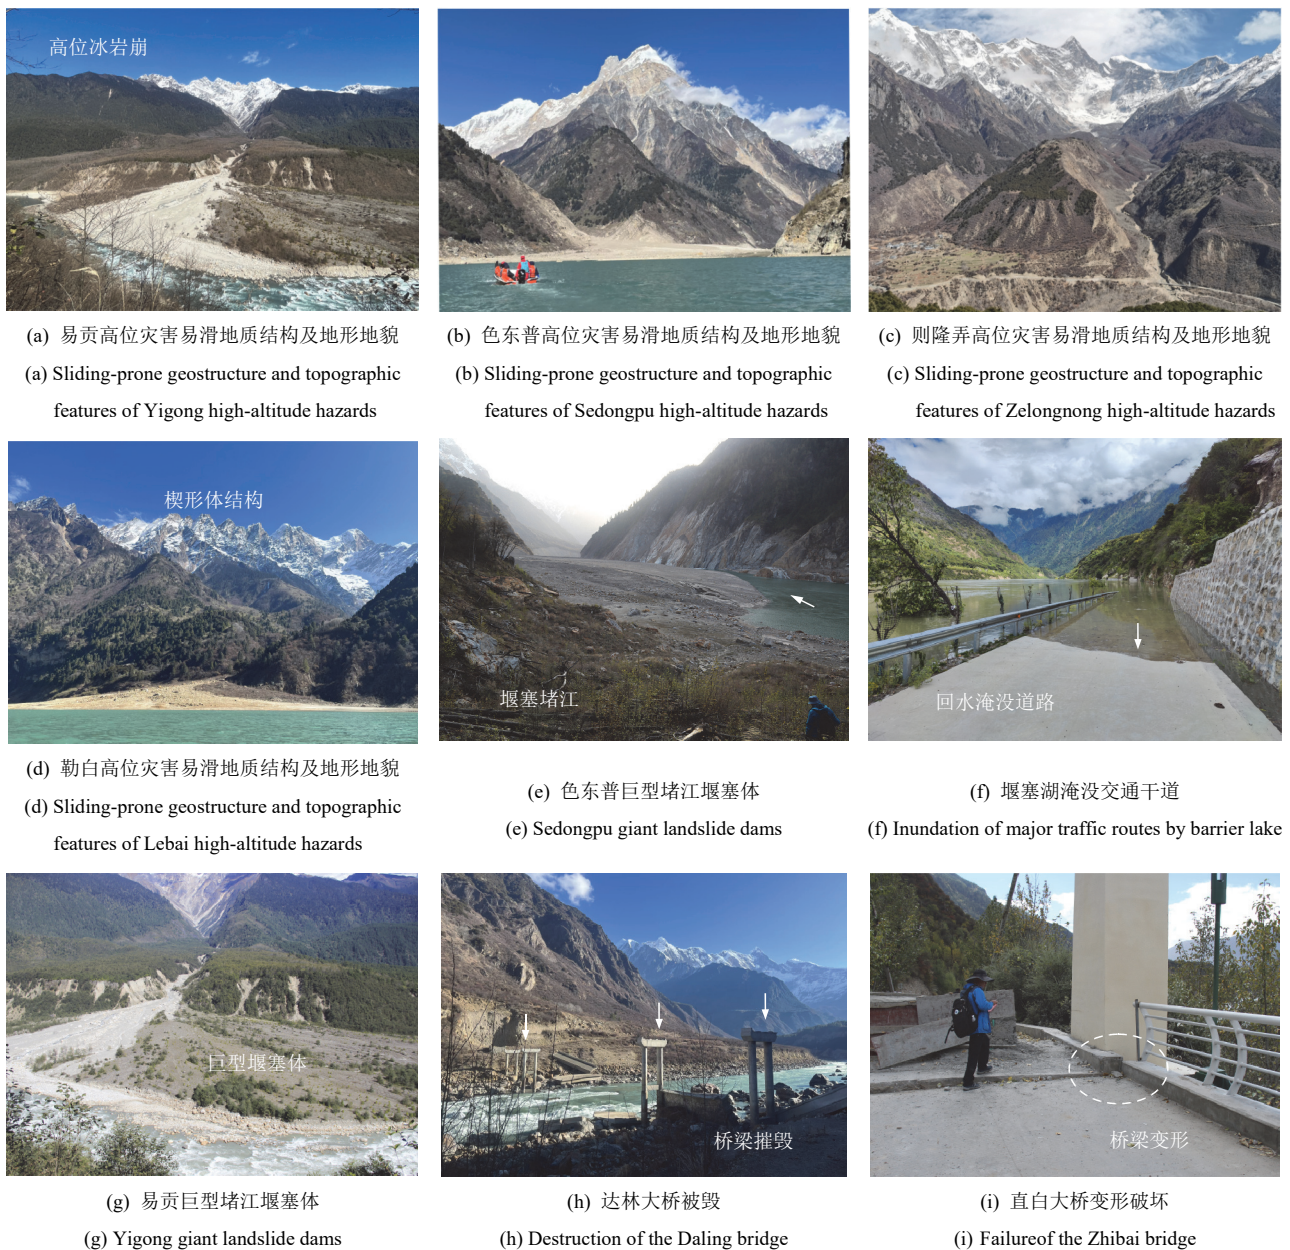 高位冰岩崩
(a) 易贡高位灾害易滑地质结构及地形地貌
(a) Sliding-prone geostructure and topographic
features of Yigong high-altitude hazards
(b) 色东普高位灾害易滑地质结构及地形地貌
(b) Sliding-prone geostructure and topographic
features of Sedongpu high-altitude hazards
(c) 则隆弄高位灾害易滑地质结构及地形地貌
(c) Sliding-prone geostructure and topographic
features of Zelongnong high-altitude hazards
楔形体结构
(d) 勒白高位灾害易滑地质结构及地形地貌
(d) Sliding-prone geostructure and topographic
features of Lebai high-altitude hazards
堰塞堵江
(e) 色东普巨型堵江堰塞体
(e) Sedongpu giant landslide dams
回水淹没道路
(f) 堰塞湖淹没交通干道
(f) Inundation of major traffic routes by barrier lake
巨型堰塞体
(g) 易贡巨型堵江堰塞体
(g) Yigong giant landslide dams
桥梁摧毁
(h) 达林大桥被毁
(h) Destruction of the Daling bridge
桥梁变形
(i) 直白大桥变形破坏
(i) Failureof the Zhibai bridge